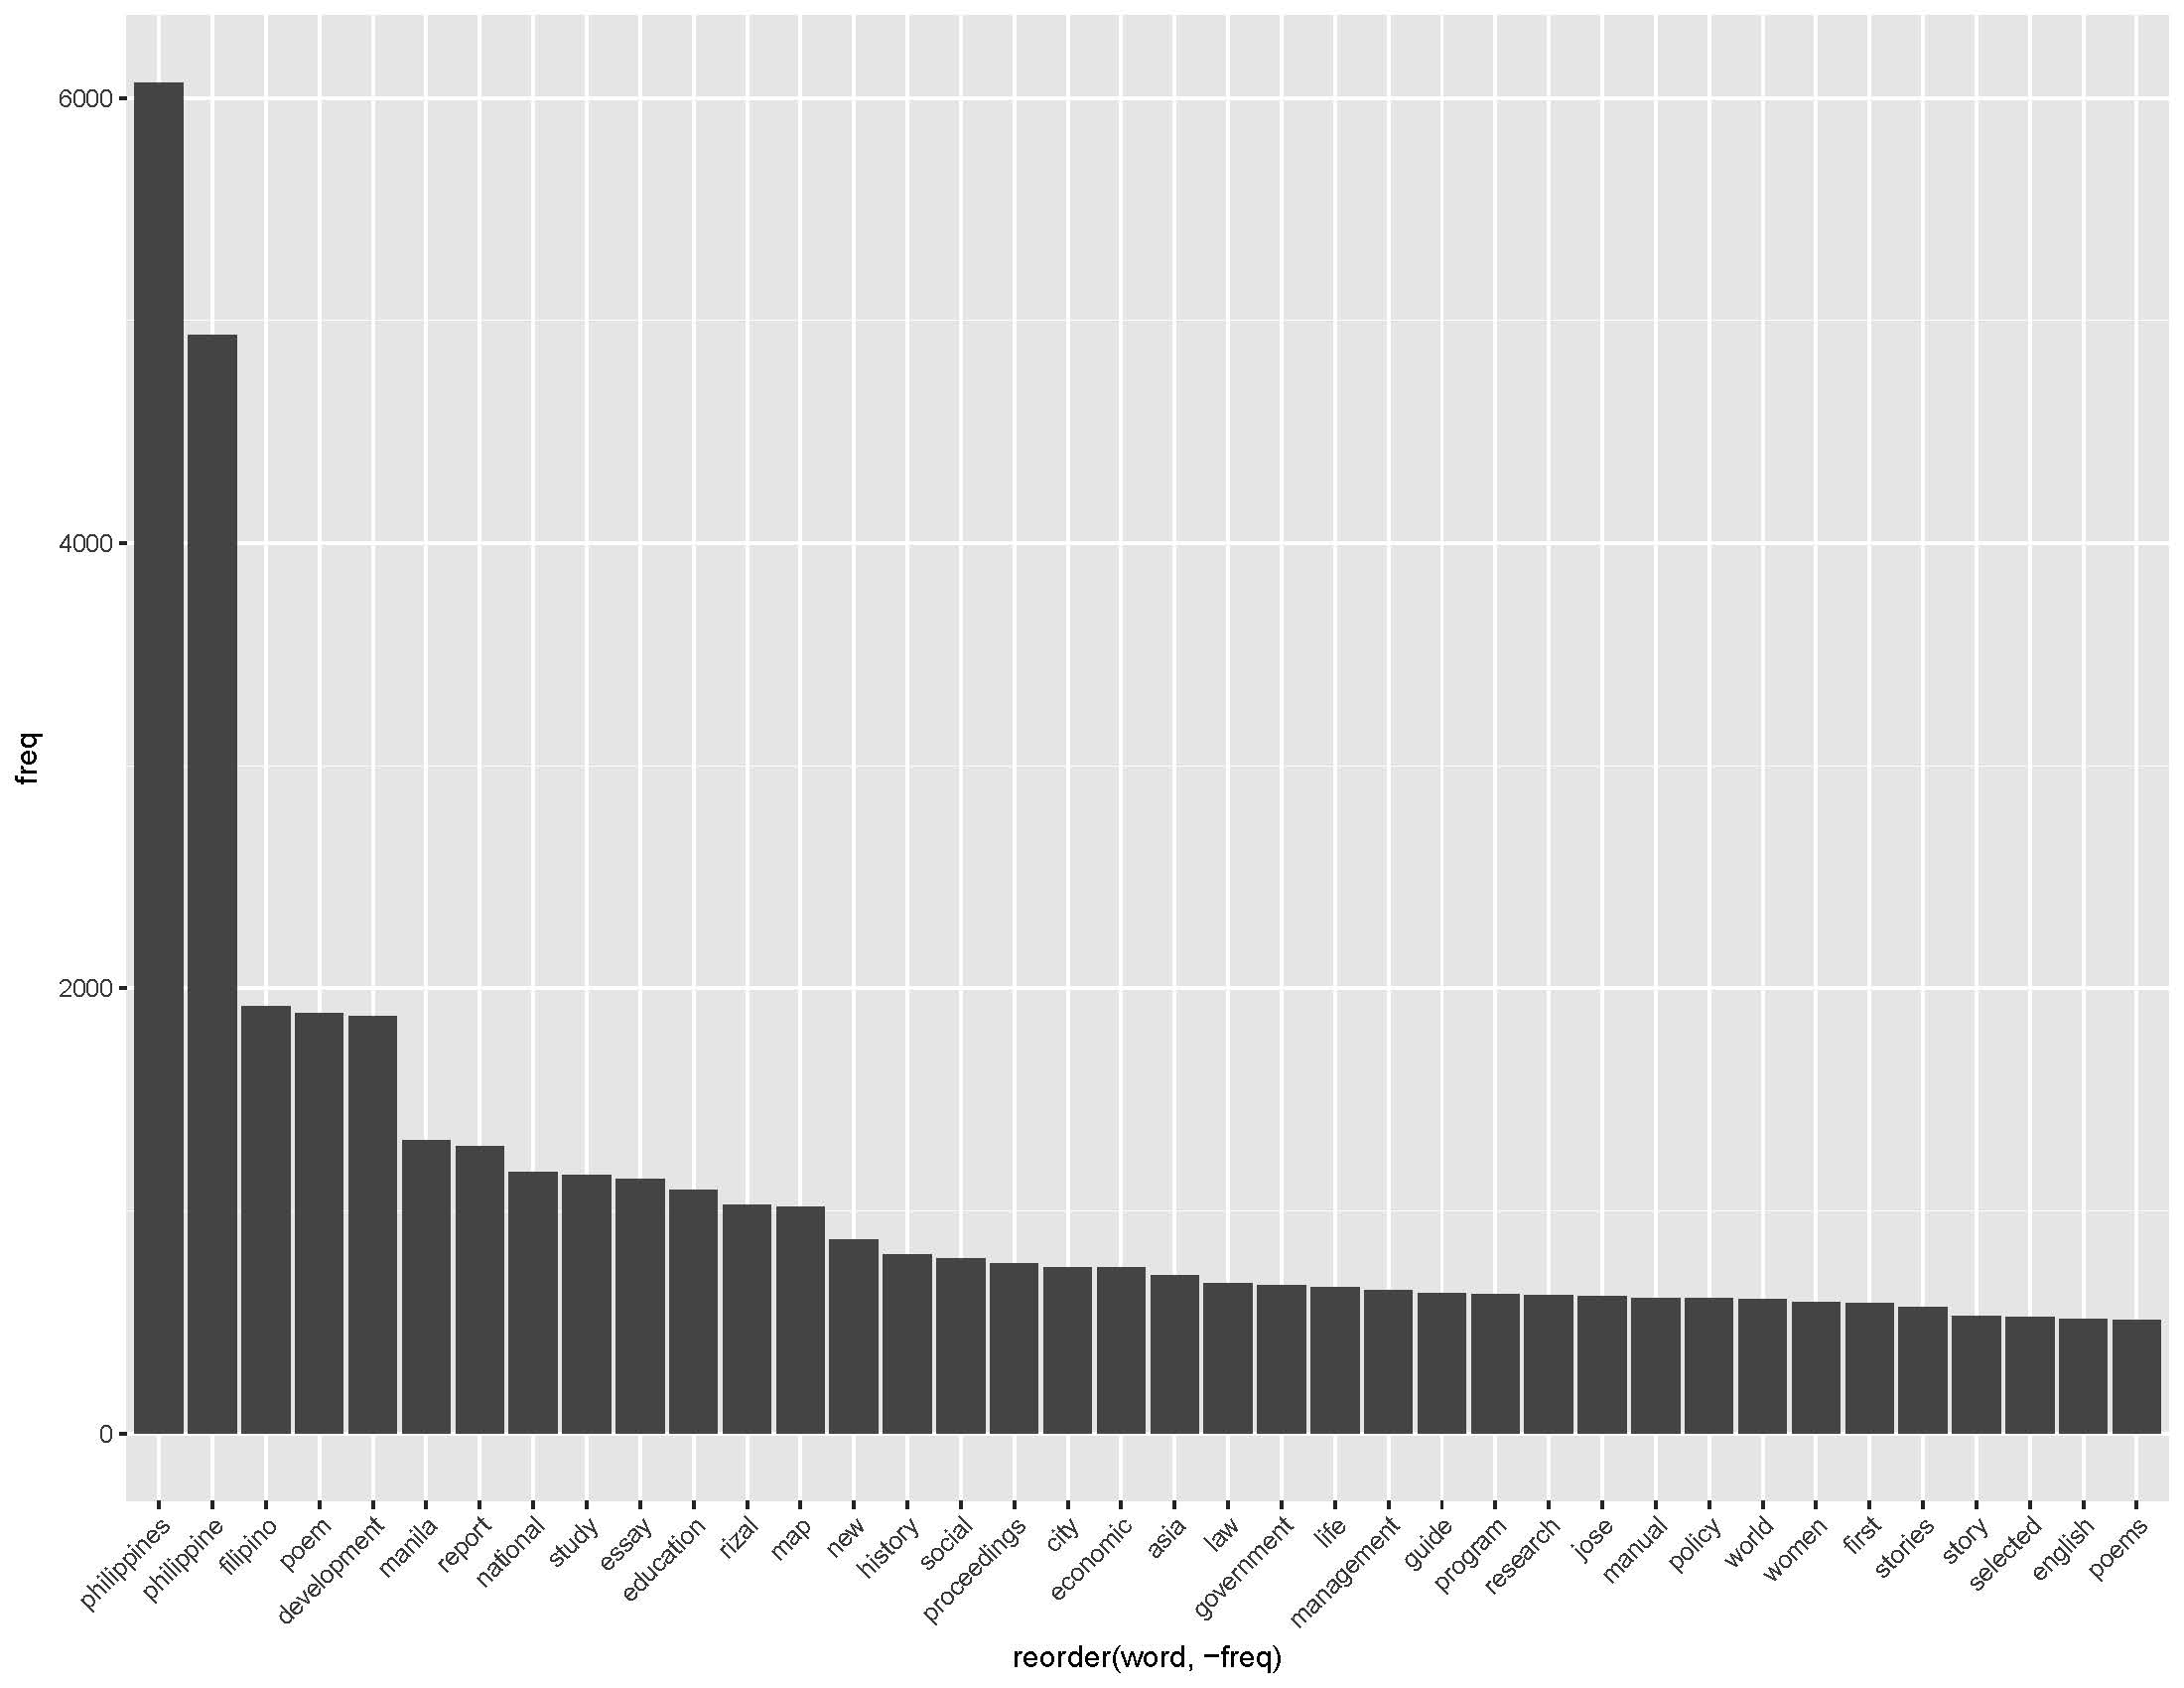 6000
4000
2000
0
freq
philippines
philippine
filipino
poem
development
manila
report
national
study
essay
education
rizal
map
new
history
social
proceedings
city
economic
asia
law
government
life
management
guide
program
research
jose
manual
policy
world
women
first
stories
story
selected
english
poems
reorder(word, −freq)